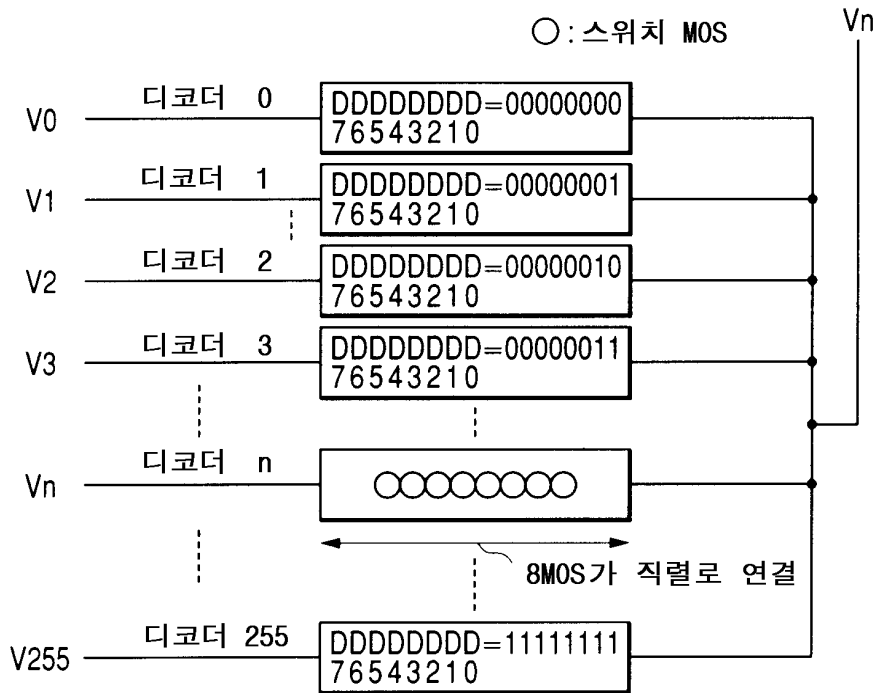 ○:스위치 MOS
Vn
V0
디코더 0
DDDDDDDD=00000000
76543210
V1
디코더 1
DDDDDDDD=00000001
76543210
V2
디코더 2
DDDDDDDD=00000010
76543210
V3
디코더 3
DDDDDDDD=00000011
76543210
Vn
디코더 n
8MOS가 직렬로 연결
V255
디코더 255
DDDDDDDD=11111111
76543210